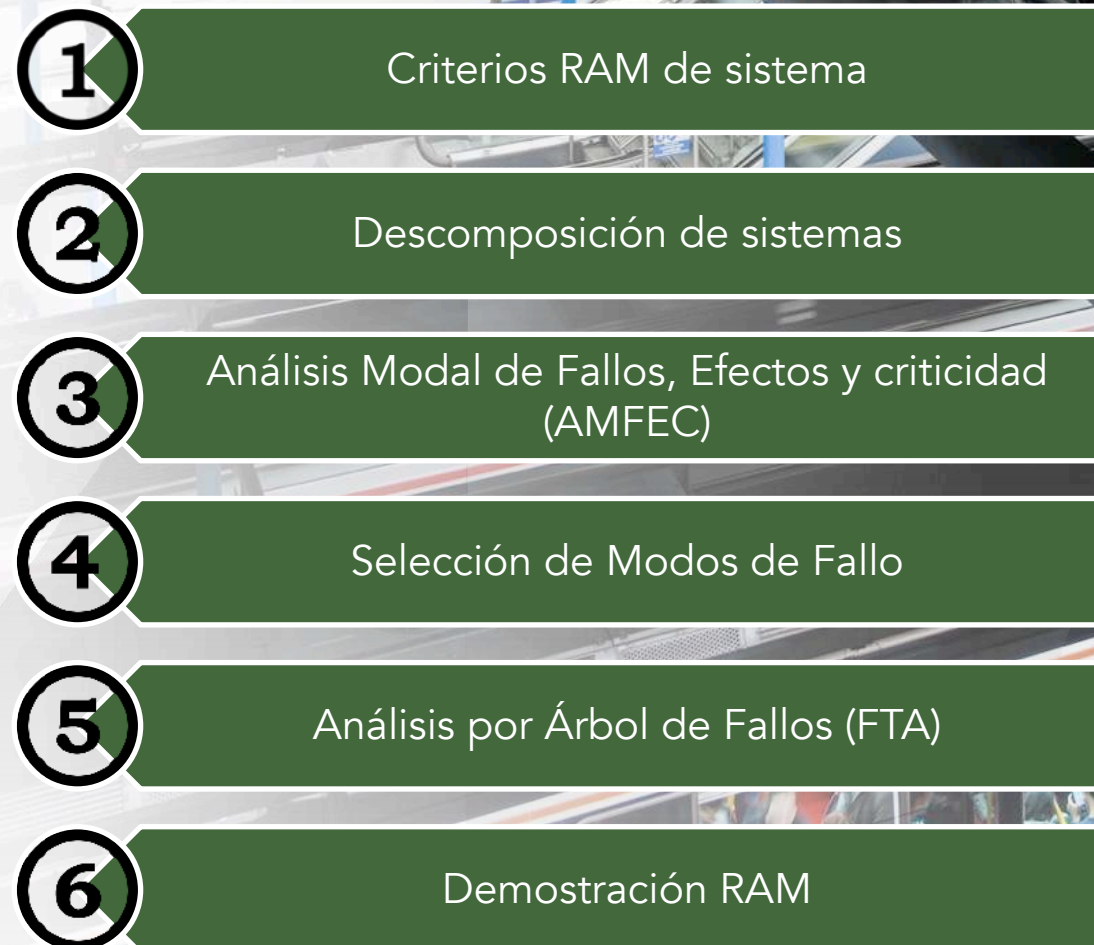 1
Criterios RAM de sistema
2
Descomposición de sistemas
3
Análisis Modal de Fallos, Efectos y criticidad
(AMFEC)
4
Selección de Modos de Fallo
5
Análisis por Árbol de Fallos (FTA)
6
Demostración RAM